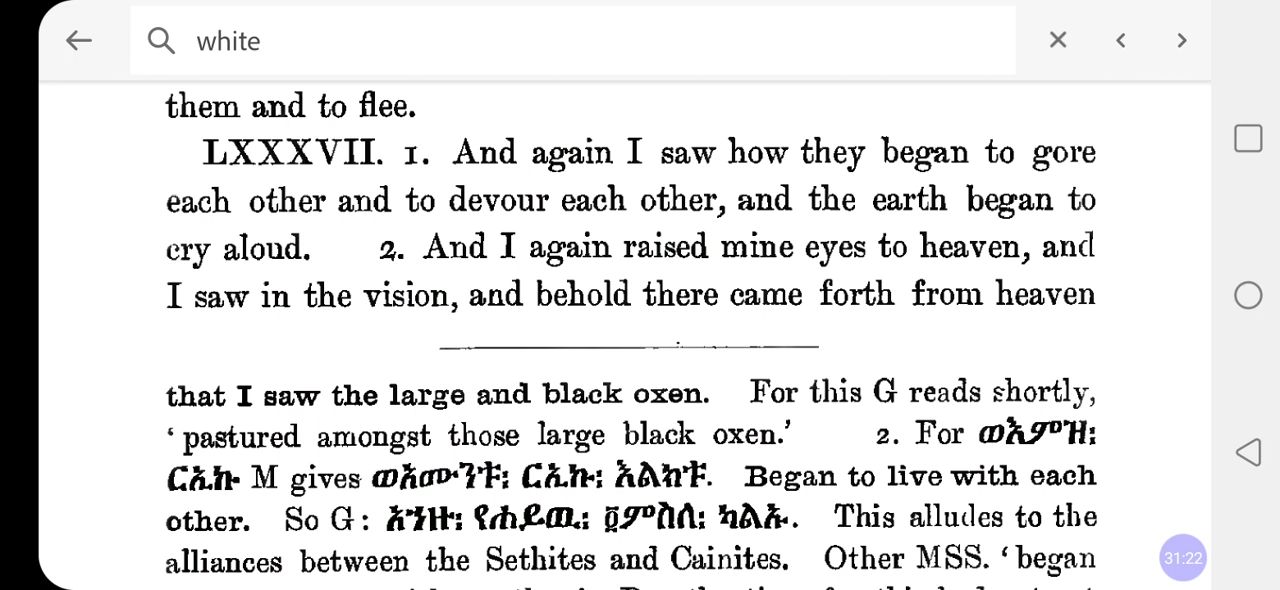 white
them and to flee.
LXXXVII. 1. And again I saw how they began to gore
each other and to devour each other, and the earth began to
cry aloud. 2. And I again raised mine eyes to heaven, and
I saw in the vision, and behold there came forth from heaven
that I saw the large and black oxen. For this G reads shortly,
‘pastured amongst those large black oxen.’ 2. For ወእምዝ፡
ርኢኩ M gives ወእሙንቱ፡ ርኢኩ፡ እልክቱ. Began to live with each
other. So G: እንዘ፡ የሐይዉ፡ ፩ምስለ፡ ካልኡ. This alludes to the
alliances between the Sethites and Cainites. Other MSS. ‘began
31:22